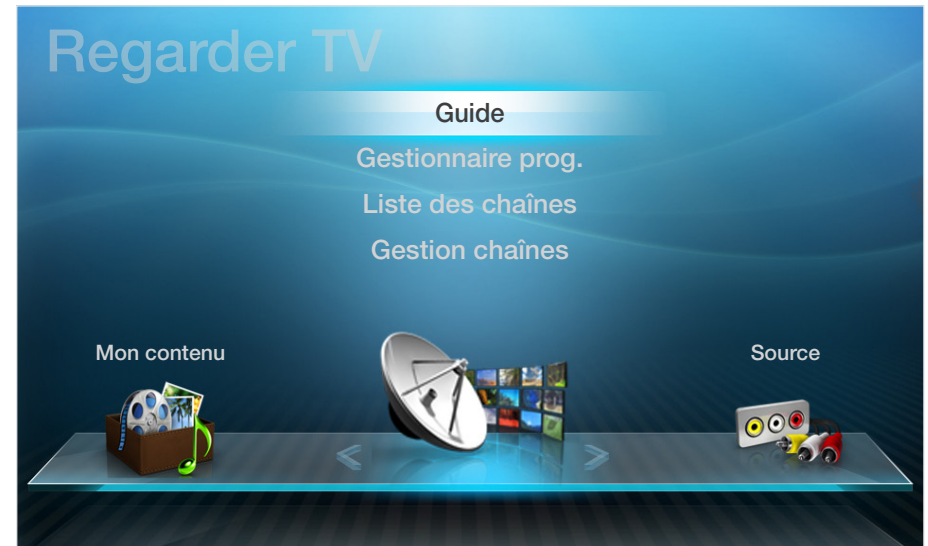 Regarder TV
Guide
Gestionnaire prog.
Liste des chaînes
Gestion chaînes
Mon contenu
Source